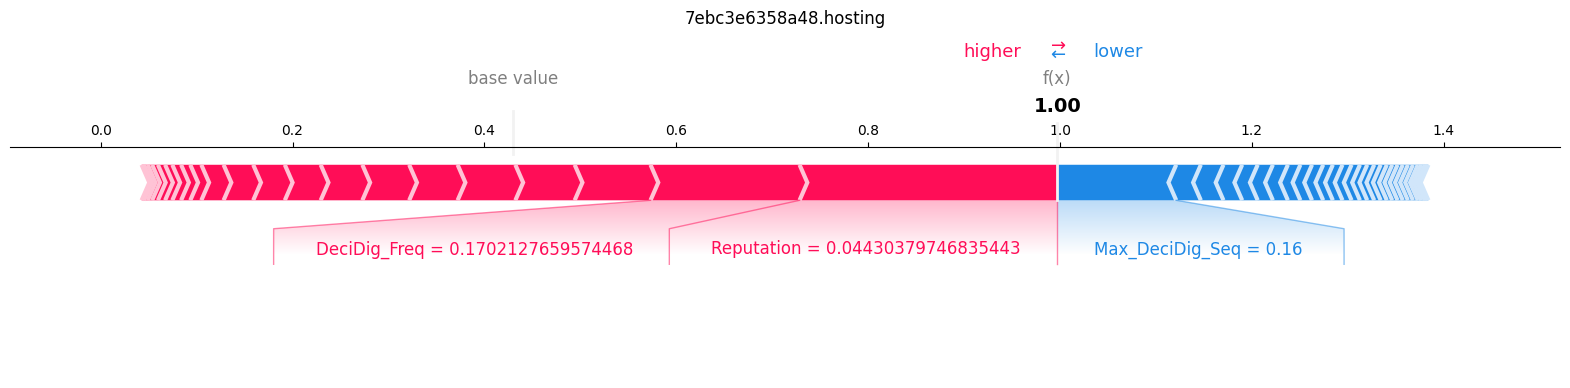 7ebc3e6358a48.hosting
higher ⇄ lower
base value f(x)
1.00
0.0 0.2 0.4 0.6 0.8 1.0 1.2 1.4
DeciDig_Freq = 0.1702127659574468 Reputation = 0.04430379746835443 Max_DeciDig_Seq = 0.16